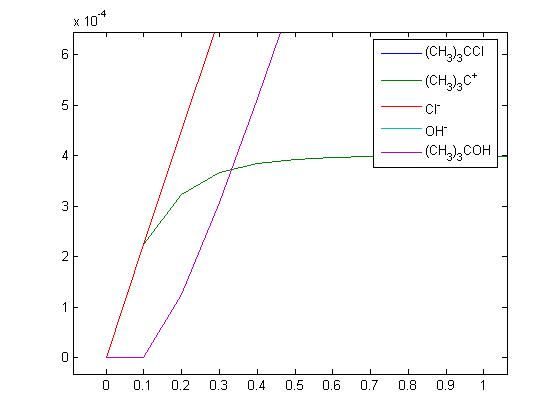 x 10⁻⁴
6
5
4
3
2
1
0
0 0.1 0.2 0.3 0.4 0.5 0.6 0.7 0.8 0.9 1
(CH₃)₃CCl
(CH₃)₃C⁺
Cl⁻
OH⁻
(CH₃)₃COH